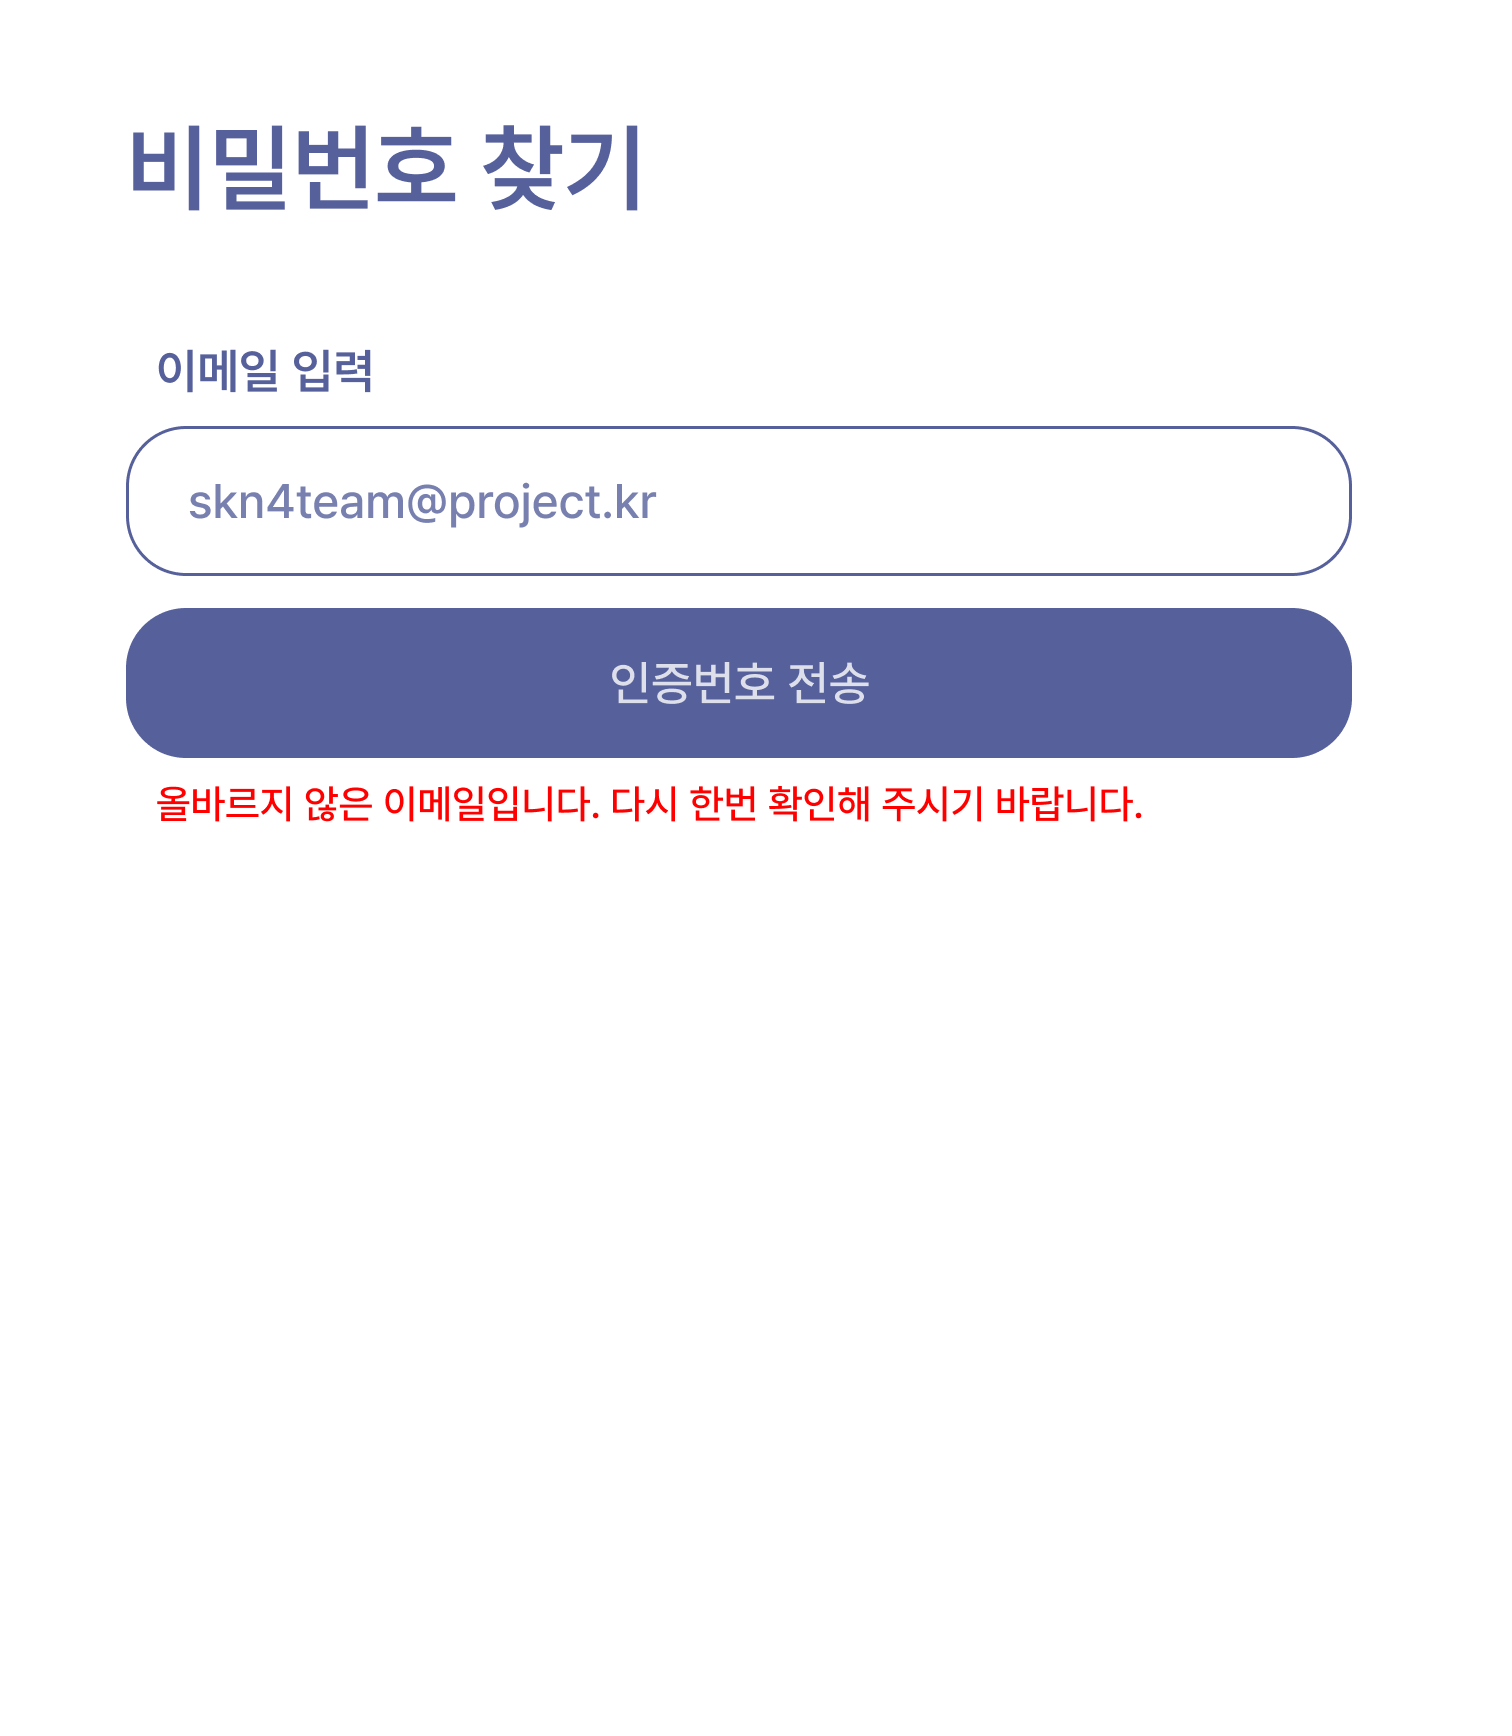 비밀번호 찾기
이메일 입력
skn4team@project.kr
인증번호 전송
올바르지 않은 이메일입니다. 다시 한번 확인해 주시기 바랍니다.